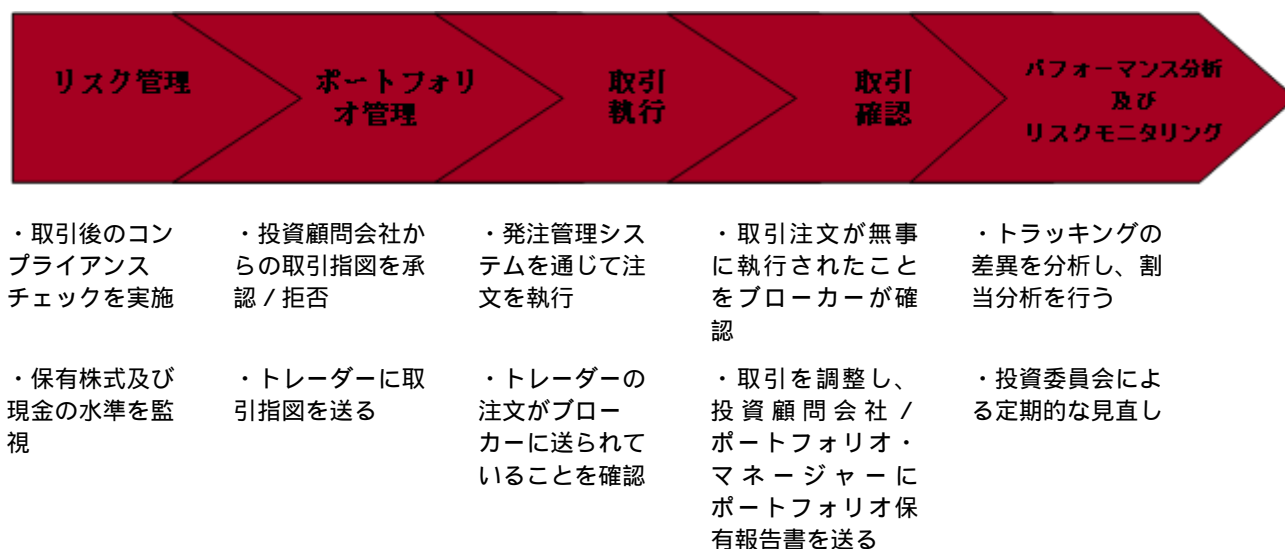 リスク管理
ポートフォリ
オ管理
取引
執行
取引
確認
パフォーマンス分析
及び
リスクモニタリング
・取引後のコン
プライアンス
チェックを実施
・保有株式及び
現金の水準を監
視
・投資顧問会社か
らの取引指図を承
認／拒否
・トレーダーに取
引指図を送る
・発注管理シス
テムを通じて注
文を執行
・トレーダーの
注文がブロー
カーに送られて
いることを確認
・取引注文が無事
に執行されたこと
をブローカーが確
認
・取引を調整し、
投資顧問会社／
ポートフォリオ・
マネージャーに
ポートフォリオ保
有報告書を送る
・トラッキングの
差異を分析し、割
当分析を行う
・投資委員会によ
る定期的な見直し